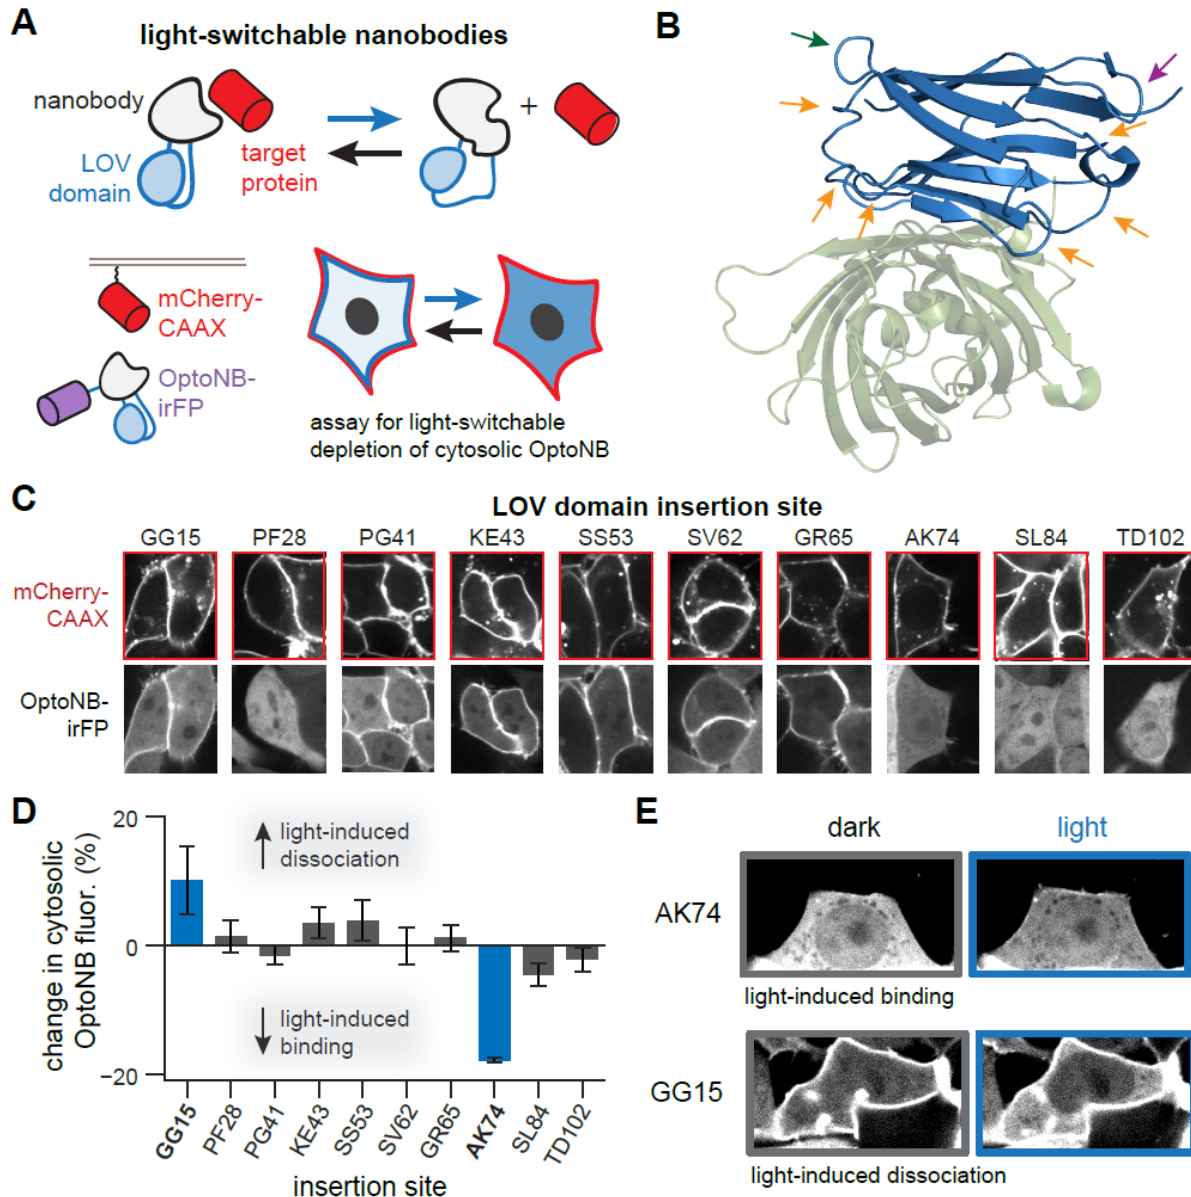 A
light-switchable nanobodies
nanobody
LOV
domain
target
protein
+
mCherry-
CAAX
OptoNB-
irFP
assay for light-switchable
depletion of cytosolic OptoNB
B
C
LOV domain insertion site
GG15 PF28 PG41 KE43 SS53 SV62 GR65 AK74 SL84 TD102
mCherry-
CAAX
OptoNB-
irFP
D
change in cytosolic
OptoNB fluor. (%)
20
0
−20
light-induced
dissociation
light-induced
binding
GG15 PF28 PG41 KE43 SS53 SV62 GR65 AK74 SL84 TD102
insertion site
E
dark light
AK74
light-induced binding
GG15
light-induced dissociation